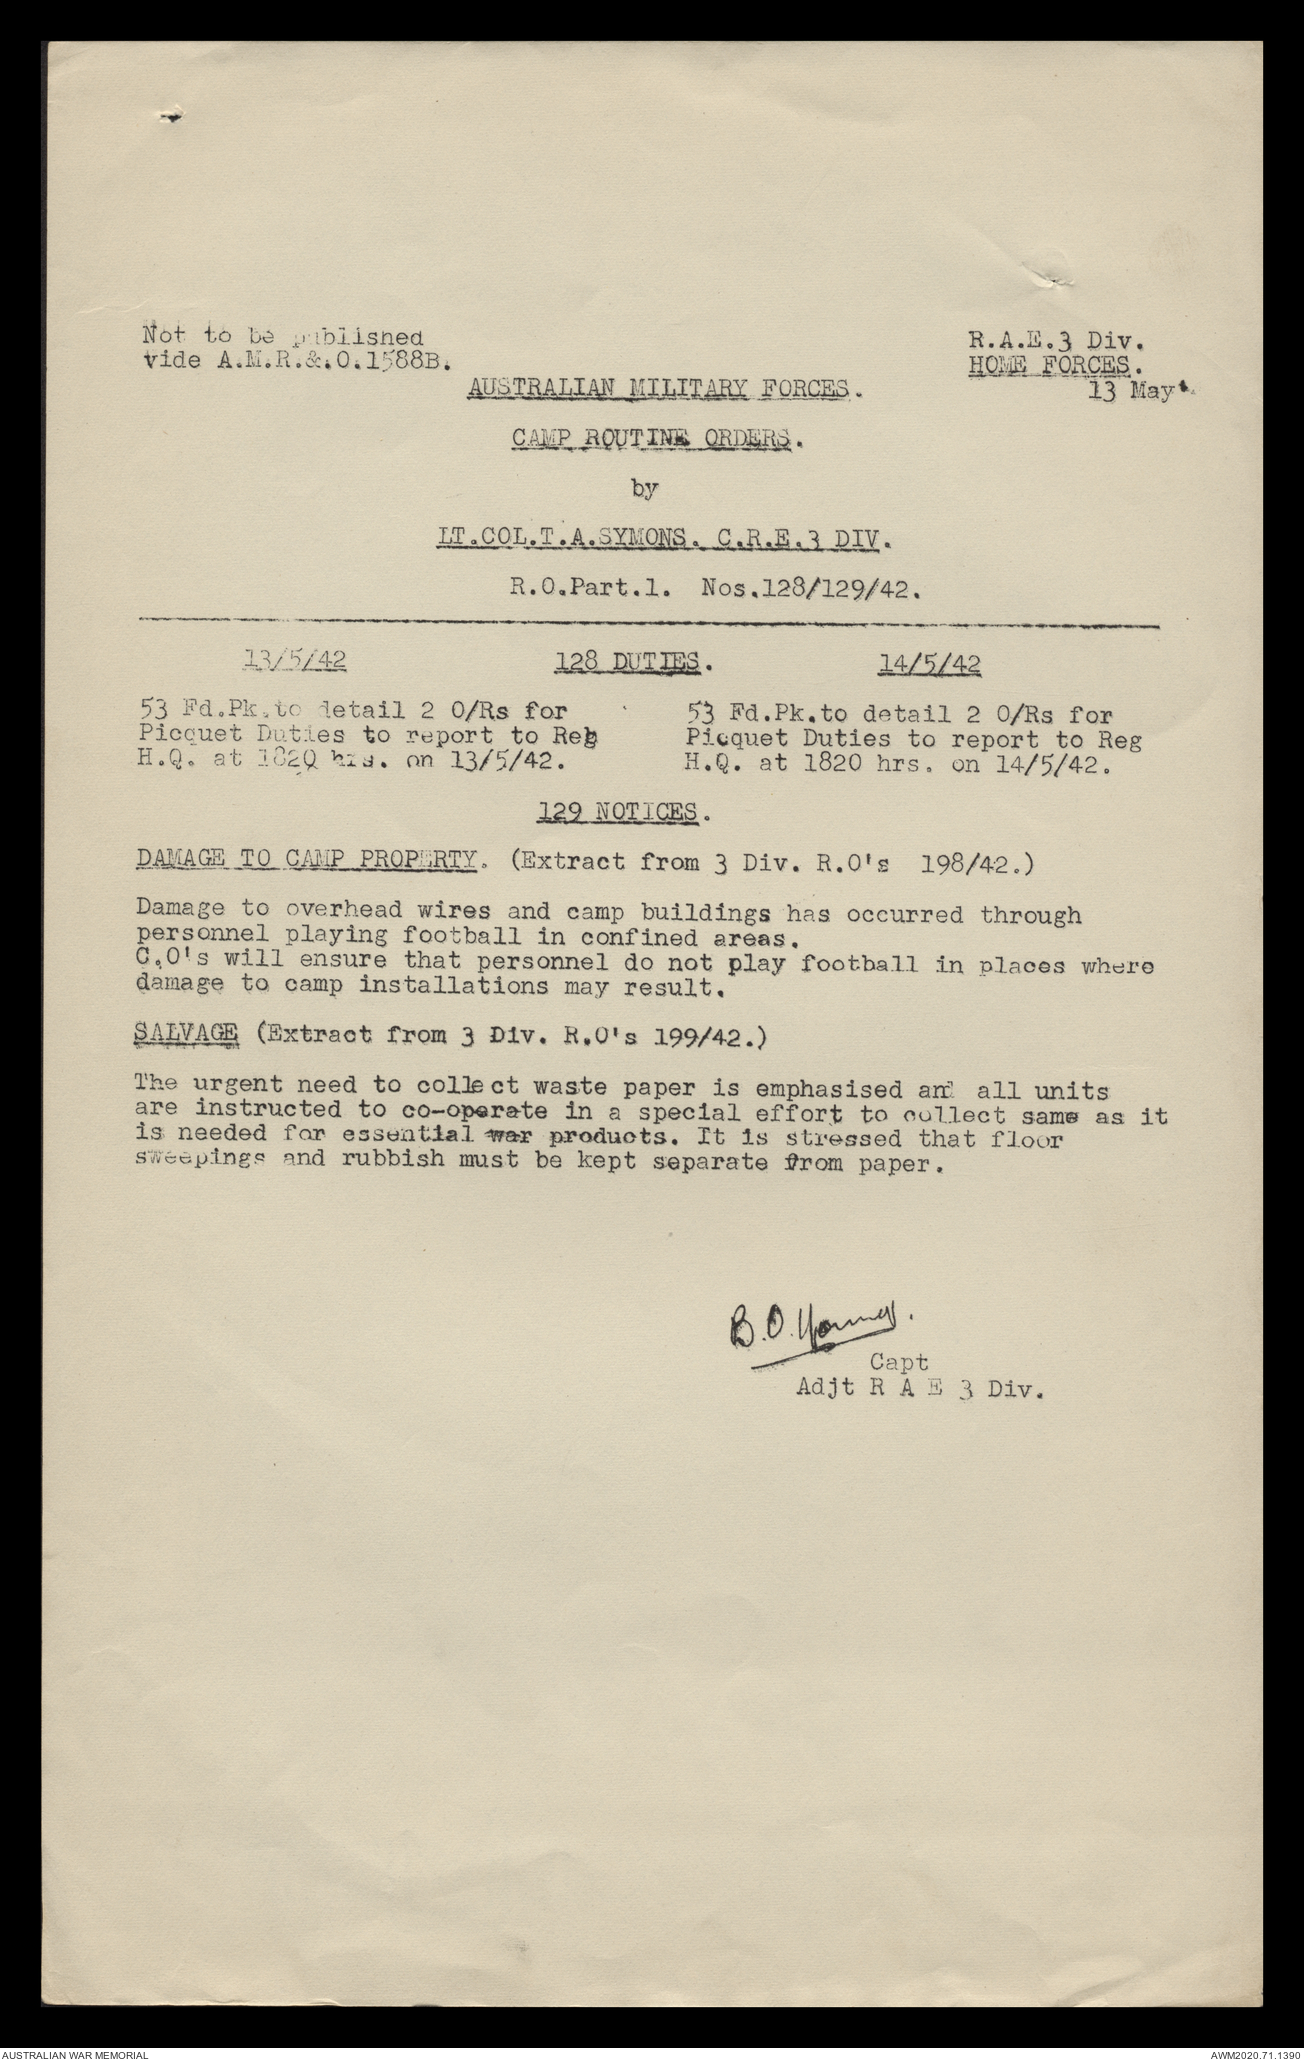 Not to be published
vide A.M.R.&.O.1588B.
R.A.E.3 Div.
HOME FORCES.
13 May
AUSTRALIAN MILITARY FORCES.
CAMP ROUTINE ORDERS.
by
LT.COL.T.A.SYMONS. C.R.E.3 DIV.
R.O.Part.1. Nos.128/129/42.
13/5/42 128 DUTIES. 14/5/42
53 Fd.Pk.to detail 2 O/Rs for
Picquet Duties to report to Reg
H.Q. at 1820 hrs. on 13/5/42.
53 Fd.Pk.to detail 2 O/Rs for
Picquet Duties to report to Reg
H.Q. at 1820 hrs. on 14/5/42.
129 NOTICES.
DAMAGE TO CAMP PROPERTY. (Extract from 3 Div. R.O's 198/42.)
Damage to overhead wires and camp buildings has occurred through
personnel playing football in confined areas.
C.O's will ensure that personnel do not play football in places where
damage to camp installations may result.
SALVAGE (Extract from 3 Div. R.O's 199/42.)
The urgent need to collect waste paper is emphasised and all units
are instructed to co-operate in a special effort to collect same as it
is needed for essential war products. It is stressed that floor
sweepings and rubbish must be kept separate from paper.
B.O.Young.
Capt
Adjt R A E 3 Div.
AUSTRALIAN WAR MEMORIAL
AWM2020.71.1390